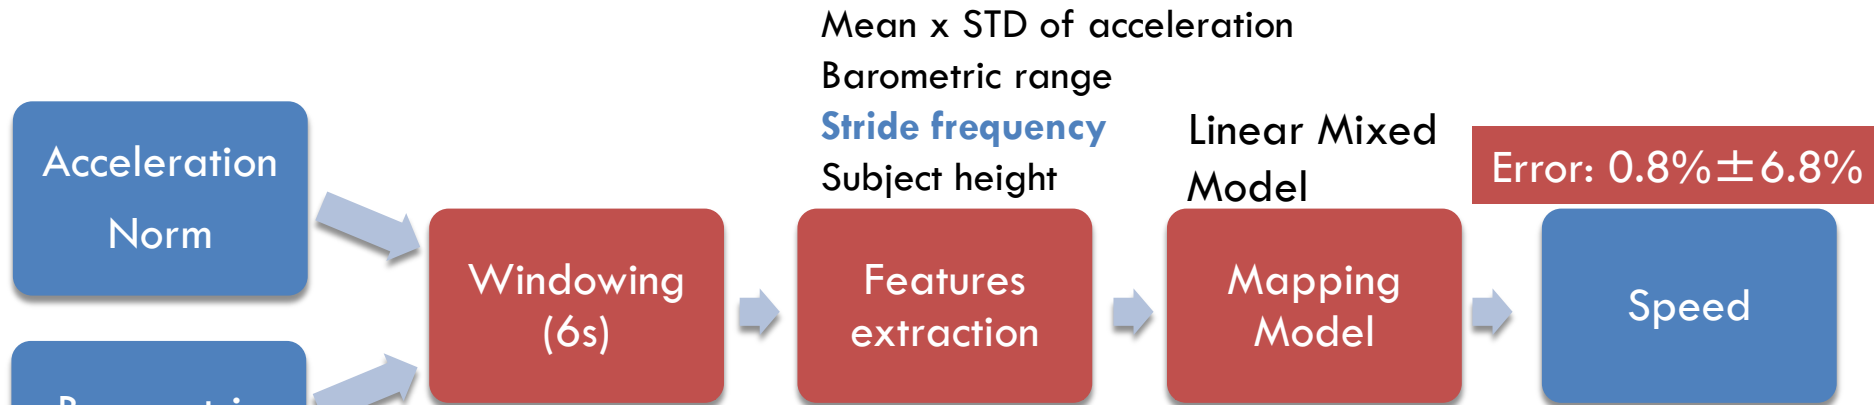 Mean x STD of acceleration
Barometric range
Stride frequency
Subject height
Linear Mixed
Model
Error: 0.8%±6.8%
Acceleration
Norm
Windowing
(6s)
Features
extraction
Mapping
Model
Speed